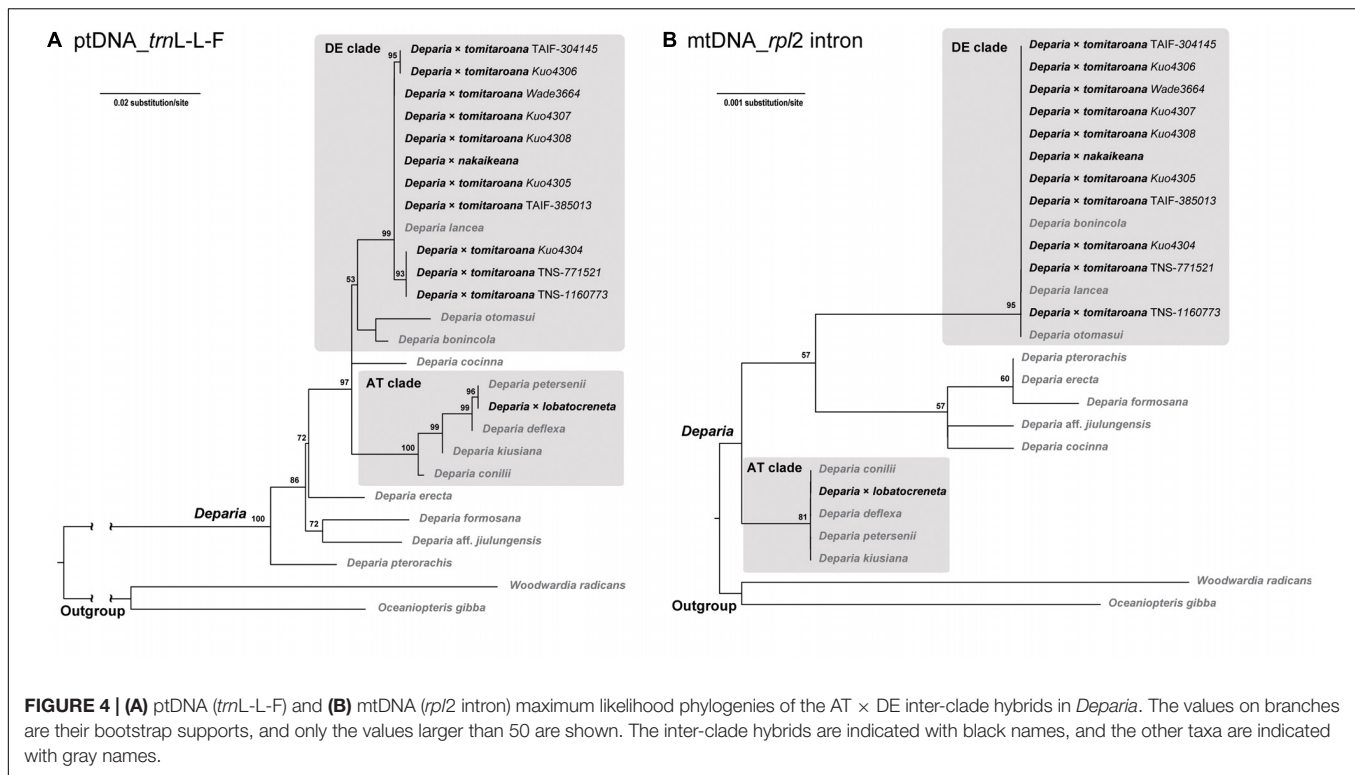 A ptDNA_trnL-L-F
0.02 substitution/site
DE clade
95
Deparia × tomitaroana TAIF-304145
Deparia × tomitaroana Kuo4306
Deparia × tomitaroana Wade3664
Deparia × tomitaroana Kuo4307
Deparia × tomitaroana Kuo4308
Deparia × nakaikeana
Deparia × tomitaroana Kuo4305
Deparia × tomitaroana TAIF-385013
Deparia lancea
99
Deparia × tomitaroana Kuo4304
93
Deparia × tomitaroana TNS-771521
Deparia × tomitaroana TNS-1160773
53
Deparia otomasui
Deparia bonincola
Deparia cocinna
97
AT clade
Deparia petersenii
96
Deparia × lobatocreneta
99
Deparia deflexa
99
Deparia kiusiana
100
Deparia conilii
72
Deparia erecta
86
Deparia formosana
72
Deparia aff. jiulungensis
Deparia
100
Deparia pterorachis
Woodwardia radicans
Outgroup
Oceaniopteris gibba
B mtDNA_rpl2 intron
0.001 substitution/site
DE clade
Deparia × tomitaroana TAIF-304145
Deparia × tomitaroana Kuo4306
Deparia × tomitaroana Wade3664
Deparia × tomitaroana Kuo4307
Deparia × tomitaroana Kuo4308
Deparia × nakaikeana
Deparia × tomitaroana Kuo4305
Deparia × tomitaroana TAIF-385013
Deparia bonincola
Deparia × tomitaroana Kuo4304
Deparia × tomitaroana TNS-771521
Deparia lancea
95
Deparia × tomitaroana TNS-1160773
Deparia otomasui
57
Deparia pterorachis
60
Deparia erecta
Deparia formosana
57
Deparia aff. jiulungensis
Deparia cocinna
Deparia
AT clade
Deparia conilii
Deparia × lobatocreneta
81
Deparia deflexa
Deparia petersenii
Deparia kiusiana
Woodwardia radicans
Outgroup
Oceaniopteris gibba
FIGURE 4 | (A) ptDNA (trnL-L-F) and (B) mtDNA (rpl2 intron) maximum likelihood phylogenies of the AT × DE inter-clade hybrids in Deparia. The values on branches
are their bootstrap supports, and only the values larger than 50 are shown. The inter-clade hybrids are indicated with black names, and the other taxa are indicated
with gray names.